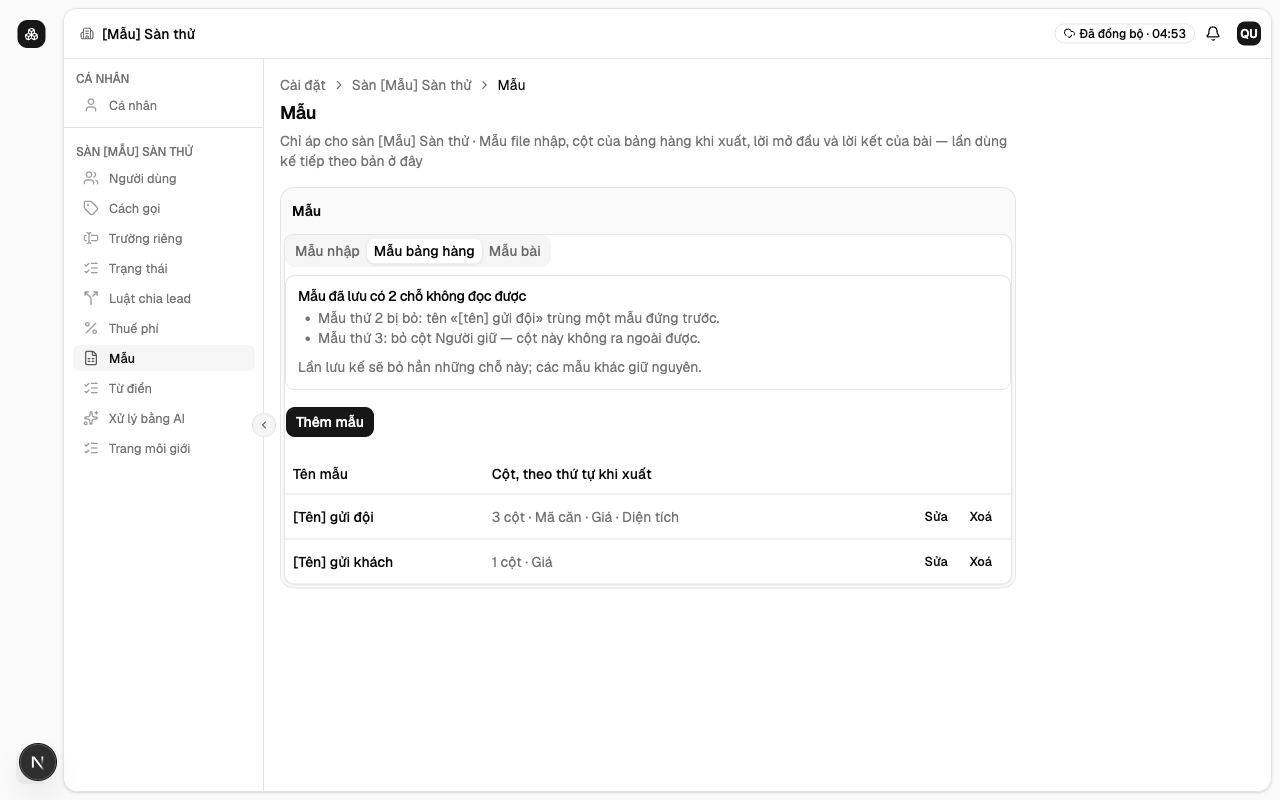 [Mẫu] Sàn thử
Đã đồng bộ · 04:53
QU
CÁ NHÂN
Cá nhân
SÀN [MẪU] SÀN THỬ
Người dùng
Cách gọi
Trường riêng
Trạng thái
Luật chia lead
Thuế phí
Mẫu
Từ điển
Xử lý bằng AI
Trang môi giới
N
Cài đặt > Sàn [Mẫu] Sàn thử > Mẫu
Mẫu
Chỉ áp cho sàn [Mẫu] Sàn thử · Mẫu file nhập, cột của bảng hàng khi xuất, lời mở đầu và lời kết của bài — lần dùng
kế tiếp theo bản ở đây
Mẫu
Mẫu nhập Mẫu bảng hàng Mẫu bài
Mẫu đã lưu có 2 chỗ không đọc được
• Mẫu thứ 2 bị bỏ: tên «[tên] gửi đội» trùng một mẫu đứng trước.
• Mẫu thứ 3: bỏ cột Người giữ — cột này không ra ngoài được.
Lần lưu kế sẽ bỏ hẳn những chỗ này; các mẫu khác giữ nguyên.
Thêm mẫu
Tên mẫu Cột, theo thứ tự khi xuất
[Tên] gửi đội 3 cột · Mã căn · Giá · Diện tích Sửa Xoá
[Tên] gửi khách 1 cột · Giá Sửa Xoá